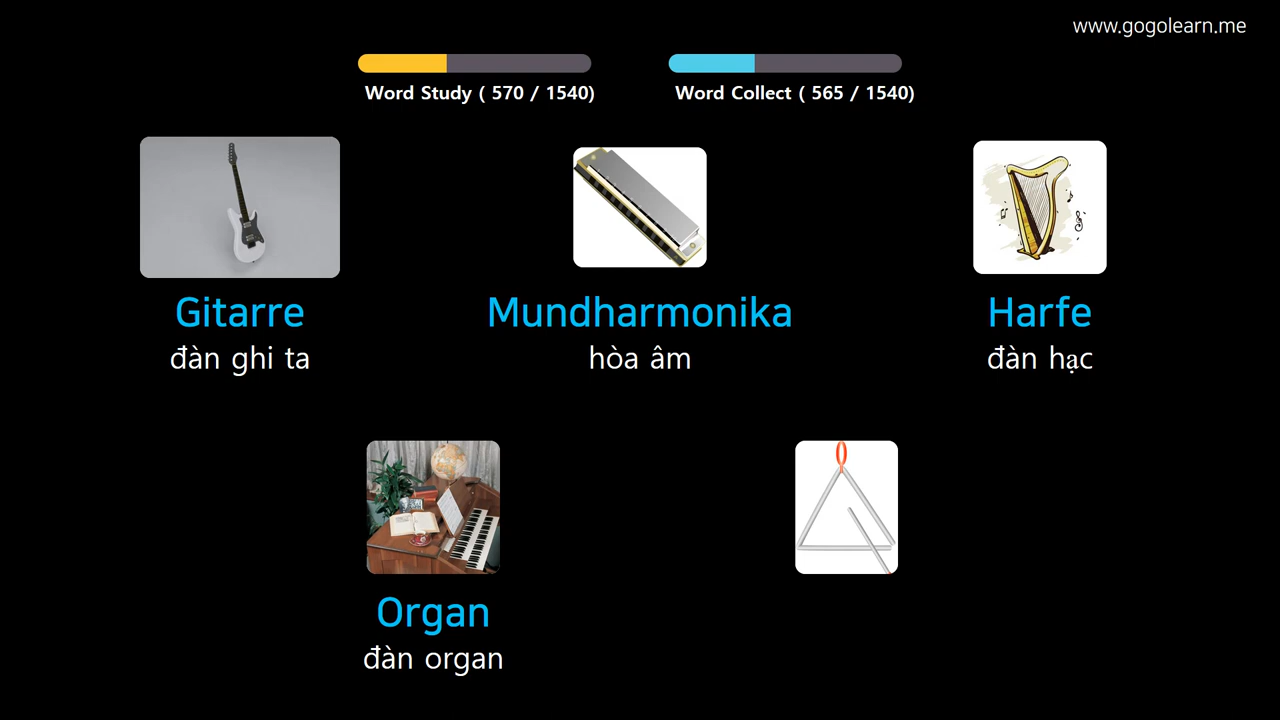 www.gogolearn.me
Word Study ( 570 / 1540)
Word Collect ( 565 / 1540)
Gitarre
đàn ghi ta
Mundharmonika
hòa âm
Harfe
đàn hạc
Organ
đàn organ